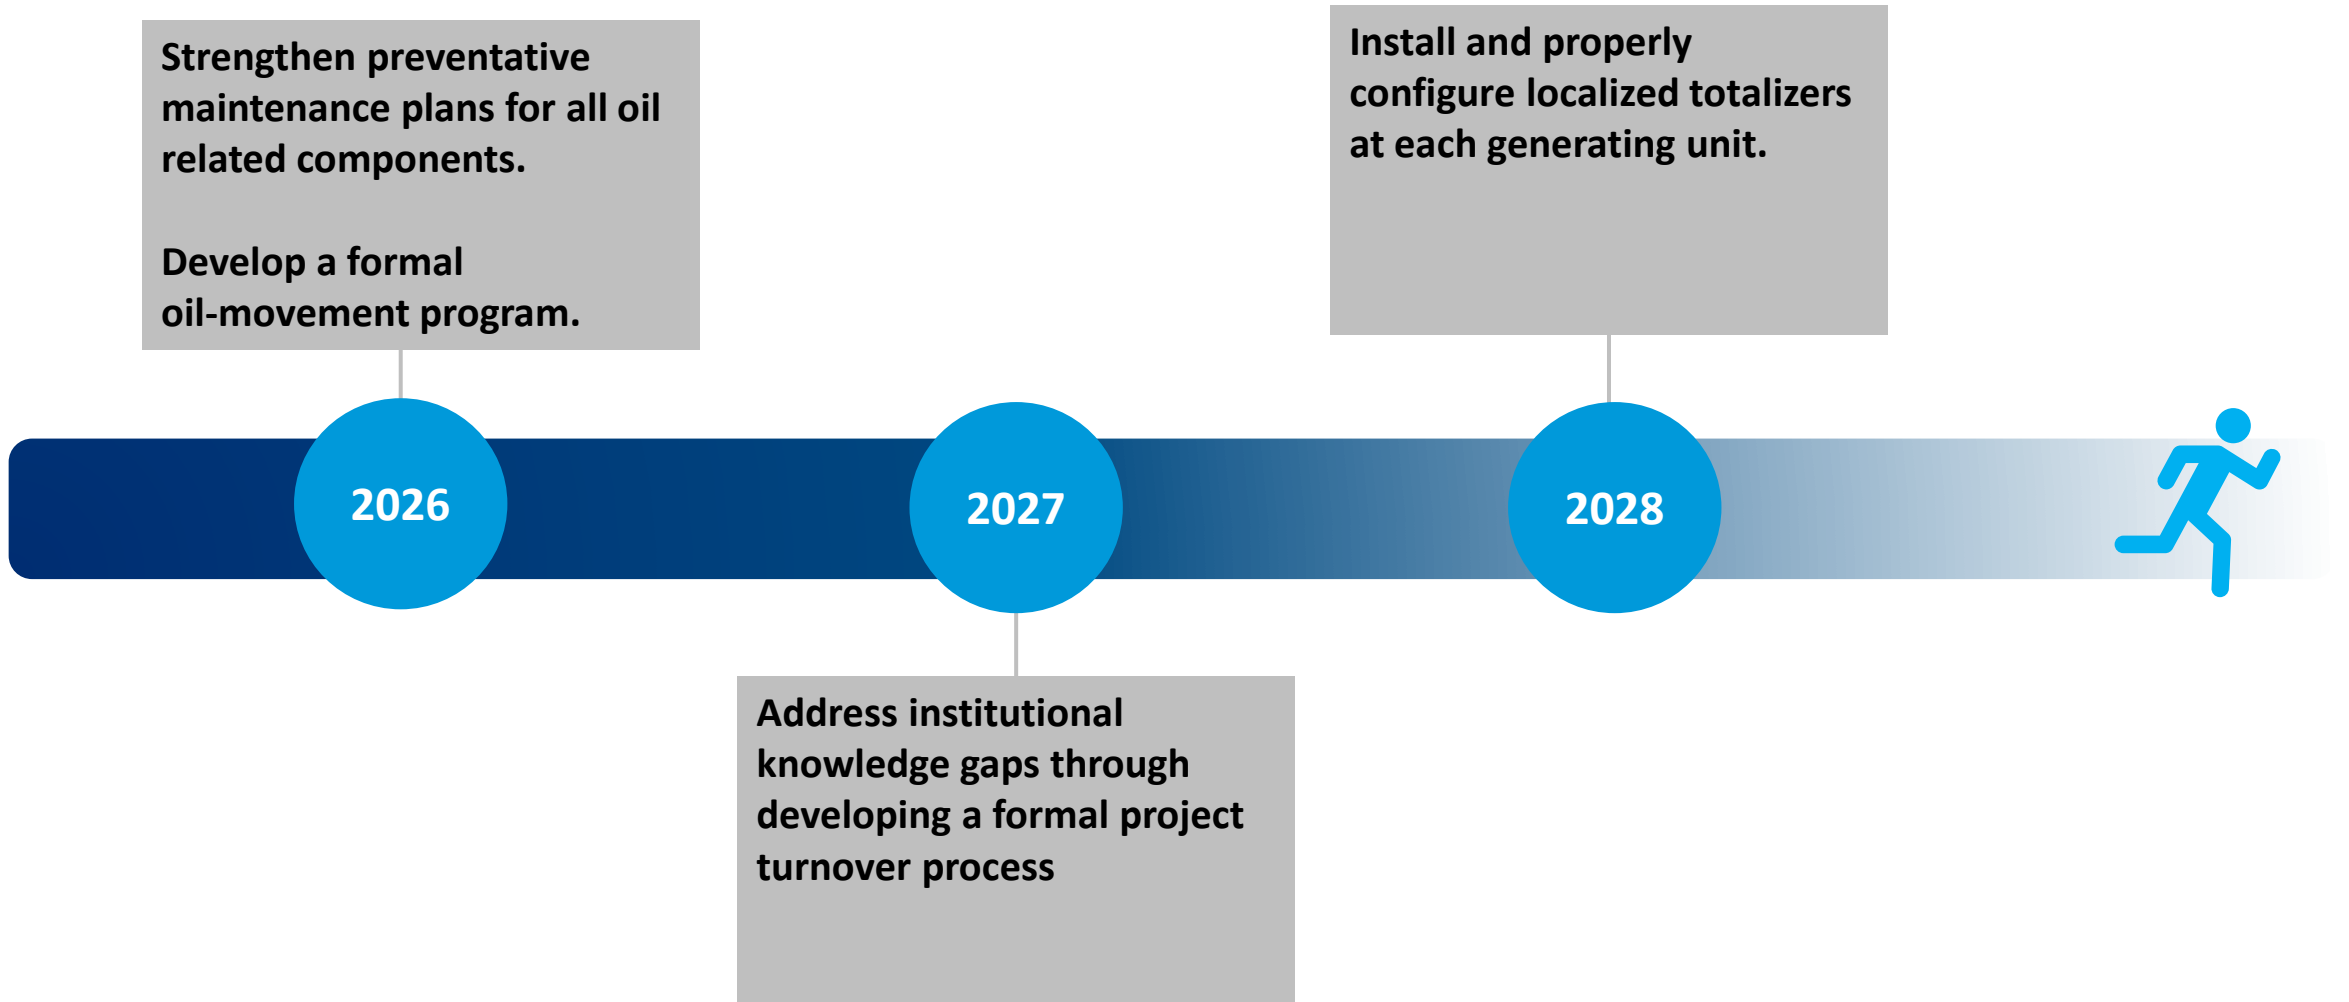 Strengthen preventative
maintenance plans for all oil
related components.
Develop a formal
oil-movement program.
Install and properly
configure localized totalizers
at each generating unit.
2026
2027
2028
Address institutional
knowledge gaps through
developing a formal project
turnover process